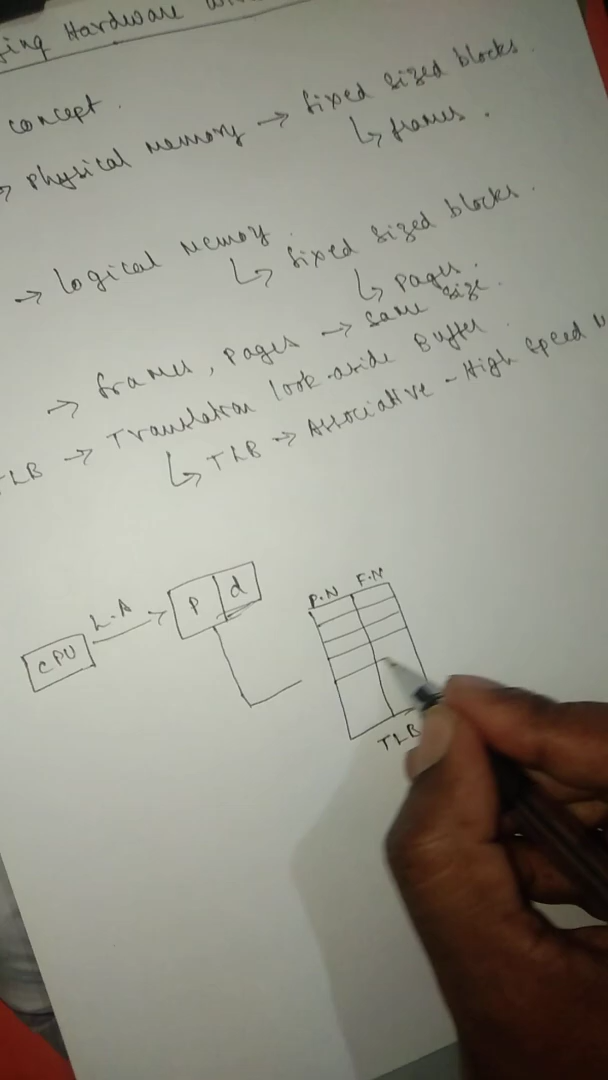 ging Hardware
concept.
→ physical memory → fixed sized blocks.
↳ frames.
→ logical memory.
↳ fixed sized blocks.
↳ pages.
→ frames, pages → same size.
TLB → Translation look-aside Buffer.
↳ TLB → Associative - High speed
CPU L.A → p d
P.N F.N
TLB